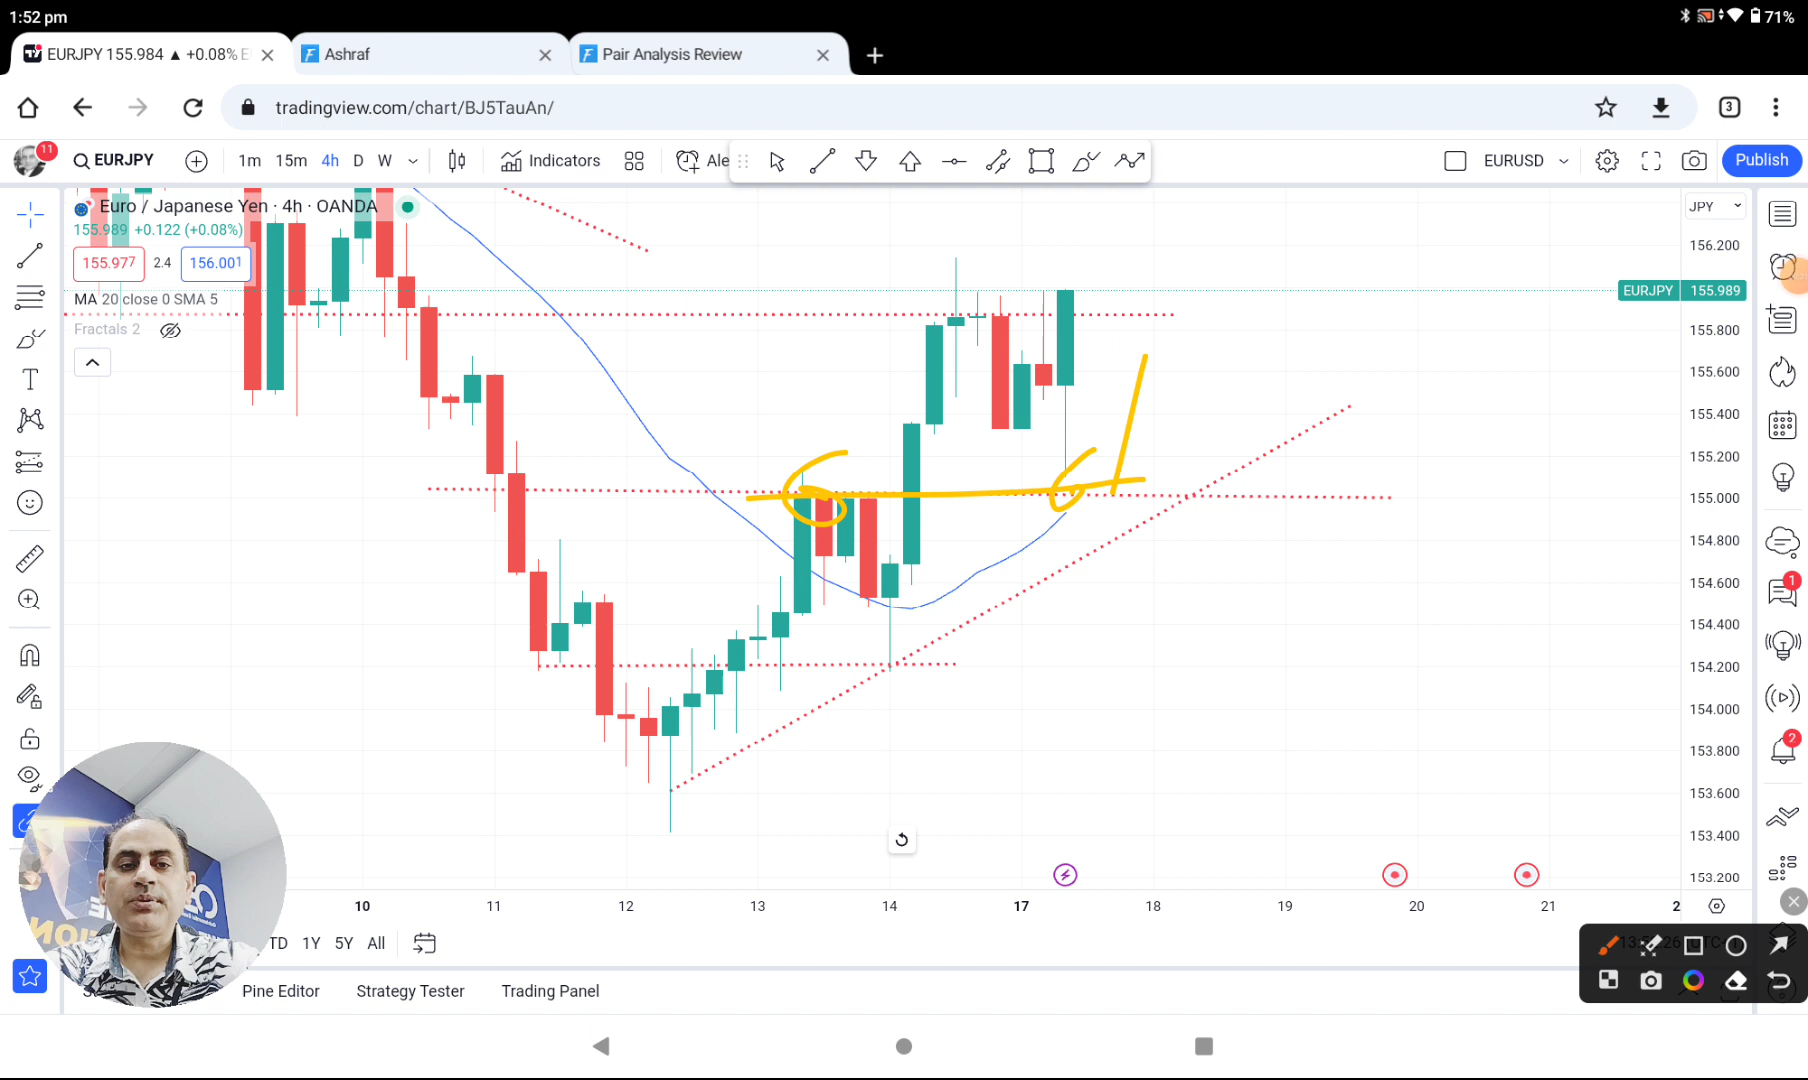 1:52 pm
71%
EURJPY 155.984 ▲ +0.08%
Ashraf
Pair Analysis Review
tradingview.com/chart/BJ5TauAn/
3
11
EURJPY
1m 15m 4h D W
Indicators
Ale
EURUSD
Publish
Euro / Japanese Yen · 4h · OANDA
JPY
155.989 +0.122 (+0.08%)
155.977 2.4 156.001
MA 20 close 0 SMA 5
Fractals 2
156.200
EURJPY 155.989
155.800
155.600
155.400
155.200
155.000
154.800
154.600
154.400
154.200
154.000
153.800
153.600
153.400
153.200
1
2
10 11 12 13 14 17 18 19 20 21 2
TD 1Y 5Y All
Pine Editor
Strategy Tester
Trading Panel